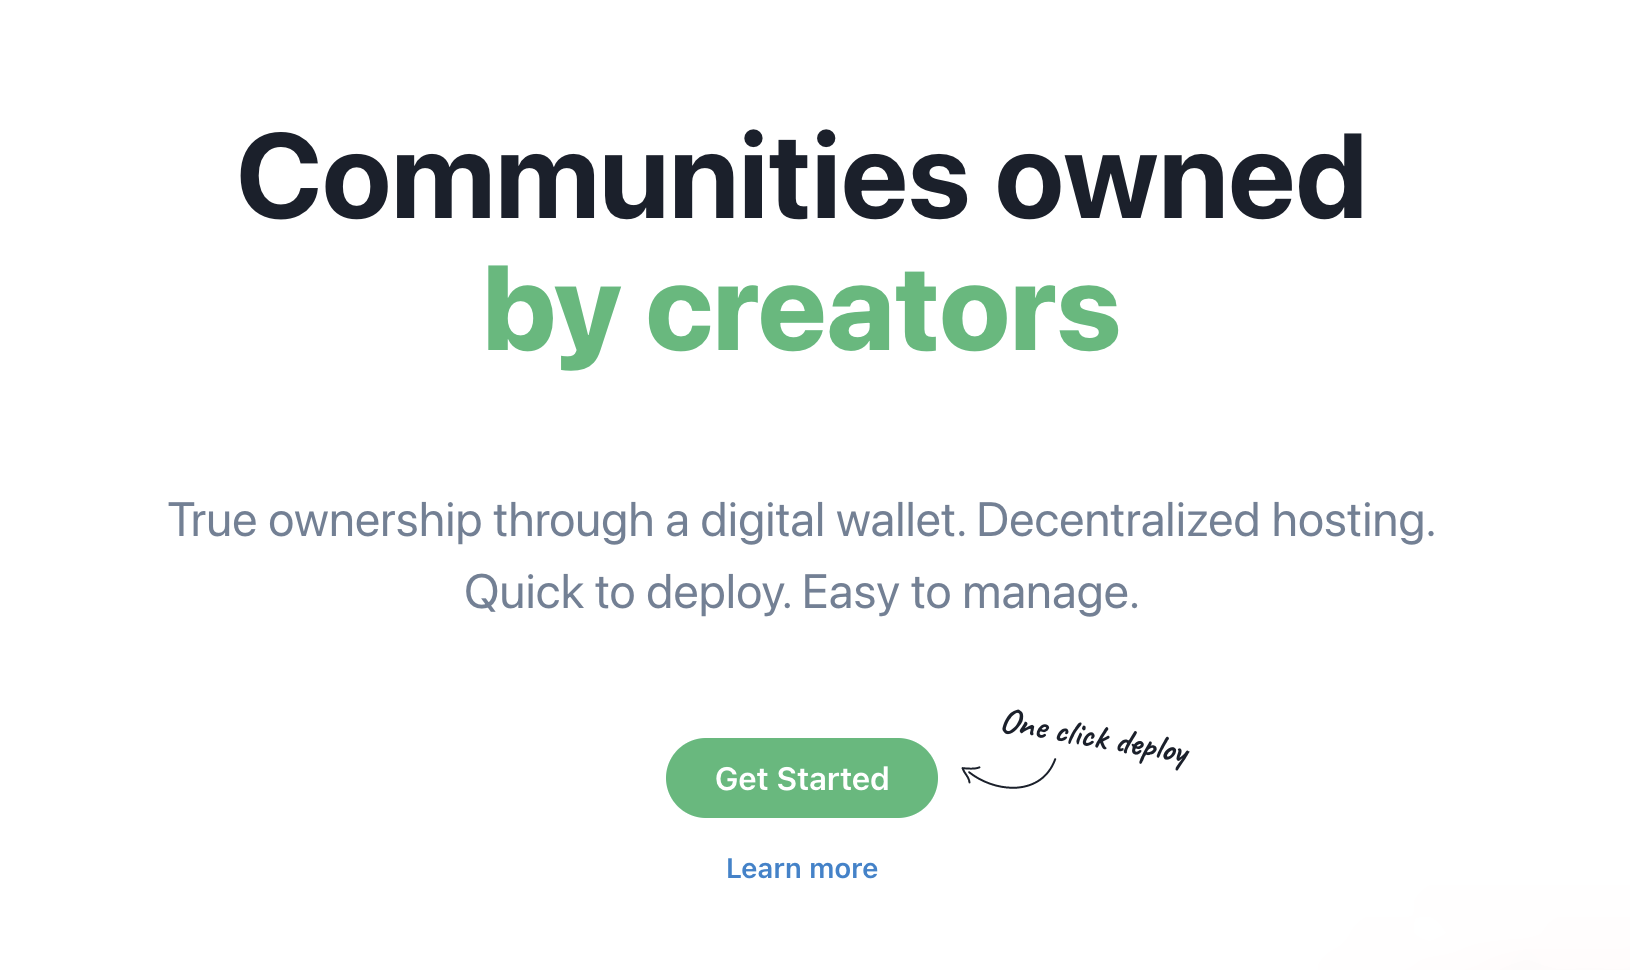 Communities owned
by creators
True ownership through a digital wallet. Decentralized hosting.
Quick to deploy. Easy to manage.
One click deploy
Get Started
Learn more